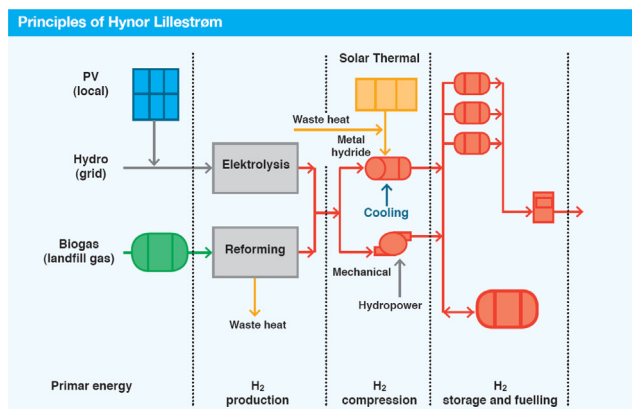 Principles of Hynor Lillestrøm
Solar Thermal
PV
(local)
Waste heat
Metal
hydride
Hydro
(grid)
Elektrolysis
Cooling
Biogas
(landfill gas)
Reforming
Mechanical
Hydropower
Waste heat
Primar energy
H2
production
H2
compression
H2
storage and fuelling